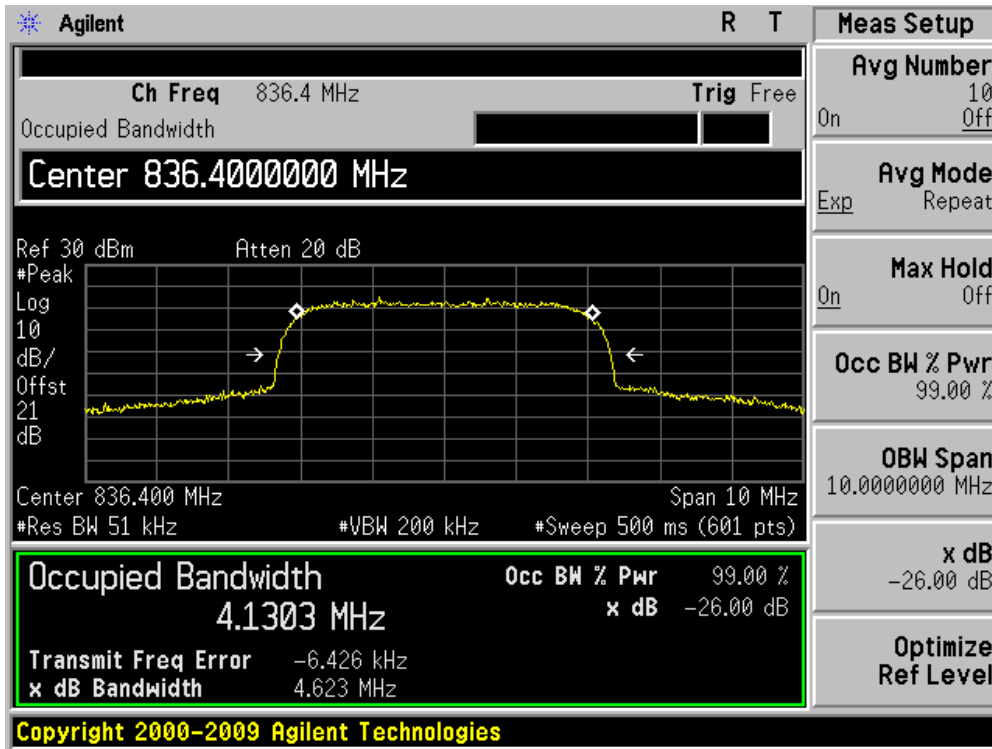 Agilent R T
Ch Freq 836.4 MHz Trig Free
Occupied Bandwidth
Center 836.4000000 MHz
Ref 30 dBm Atten 20 dB
#Peak
Log
10
dB/
Offst
21
dB
Center 836.400 MHz Span 10 MHz
#Res BW 51 kHz #VBW 200 kHz #Sweep 500 ms (601 pts)
Occupied Bandwidth Occ BW % Pwr 99.00 %
4.1303 MHz x dB -26.00 dB
Transmit Freq Error -6.426 kHz
x dB Bandwidth 4.623 MHz
Copyright 2000-2009 Agilent Technologies
Meas Setup
Avg Number
10
On Off
Avg Mode
Exp Repeat
Max Hold
On Off
Occ BW % Pwr
99.00 %
OBW Span
10.0000000 MHz
x dB
-26.00 dB
Optimize
Ref Level